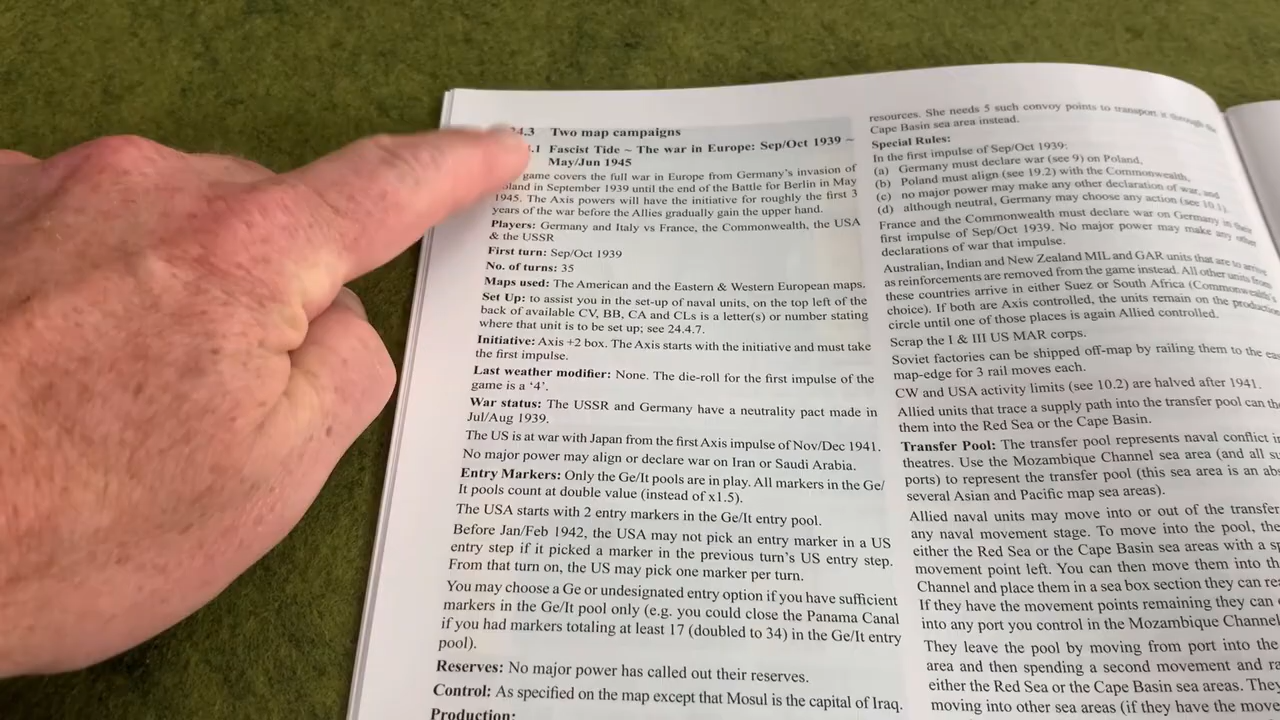 24.3 Two map campaigns
.1 Fascist Tide ~ The war in Europe: Sep/Oct 1939 ~
May/Jun 1945
game covers the full war in Europe from Germany's invasion of
Poland in September 1939 until the end of the Battle for Berlin in May
1945. The Axis powers will have the initiative for roughly the first 3
years of the war before the Allies gradually gain the upper hand.
Players: Germany and Italy vs France, the Commonwealth, the USA
& the USSR
First turn: Sep/Oct 1939
No. of turns: 35
Maps used: The American and the Eastern & Western European maps.
Set Up: to assist you in the set-up of naval units, on the top left of the
back of available CV, BB, CA and CLs is a letter(s) or number stating
where that unit is to be set up; see 24.4.7.
Initiative: Axis +2 box. The Axis starts with the initiative and must take
the first impulse.
Last weather modifier: None. The die-roll for the first impulse of the
game is a '4'.
War status: The USSR and Germany have a neutrality pact made in
Jul/Aug 1939.
The US is at war with Japan from the first Axis impulse of Nov/Dec 1941.
No major power may align or declare war on Iran or Saudi Arabia.
Entry Markers: Only the Ge/It pools are in play. All markers in the Ge/
It pools count at double value (instead of x1.5).
The USA starts with 2 entry markers in the Ge/It entry pool.
Before Jan/Feb 1942, the USA may not pick an entry marker in a US
entry step if it picked a marker in the previous turn's US entry step.
From that turn on, the US may pick one marker per turn.
You may choose a Ge or undesignated entry option if you have sufficient
markers in the Ge/It pool only (e.g. you could close the Panama Canal
if you had markers totaling at least 17 (doubled to 34) in the Ge/It entry
pool).
Reserves: No major power has called out their reserves.
Control: As specified on the map except that Mosul is the capital of Iraq.
Production:
resources. She needs 5 such convoy points to transport it through the
Cape Basin sea area instead.
Special Rules:
In the first impulse of Sep/Oct 1939:
(a) Germany must declare war (see 9) on Poland,
(b) Poland must align (see 19.2) with the Commonwealth,
(c) no major power may make any other declaration of war, and
(d) although neutral, Germany may choose any action (see 10.1).
France and the Commonwealth must declare war on Germany in their
first impulse of Sep/Oct 1939. No major power may make any other
declarations of war that impulse.
Australian, Indian and New Zealand MIL and GAR units that are to arrive
as reinforcements are removed from the game instead. All other units from
these countries arrive in either Suez or South Africa (Commonwealth's
choice). If both are Axis controlled, the units remain on the production
circle until one of those places is again Allied controlled.
Scrap the I & III US MAR corps.
Soviet factories can be shipped off-map by railing them to the ea
map-edge for 3 rail moves each.
CW and USA activity limits (see 10.2) are halved after 1941.
Allied units that trace a supply path into the transfer pool can th
them into the Red Sea or the Cape Basin.
Transfer Pool: The transfer pool represents naval conflict i
theatres. Use the Mozambique Channel sea area (and all su
ports) to represent the transfer pool (this sea area is an abs
several Asian and Pacific map sea areas).
Allied naval units may move into or out of the transfer
any naval movement stage. To move into the pool, the
either the Red Sea or the Cape Basin sea areas with a sp
movement point left. You can then move them into th
Channel and place them in a sea box section they can re
If they have the movement points remaining they can
into any port you control in the Mozambique Channel
They leave the pool by moving from port into the
area and then spending a second movement and ra
either the Red Sea or the Cape Basin sea areas. They
moving into other sea areas (if they have the move